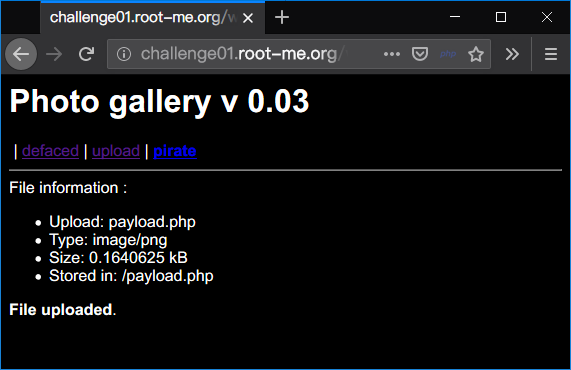 challenge01.root-me.org/w
challenge01.root-me.org/
php
Photo gallery v 0.03
| defaced | upload | pirate
File information :
Upload: payload.php
Type: image/png
Size: 0.1640625 kB
Stored in: /payload.php
File uploaded.